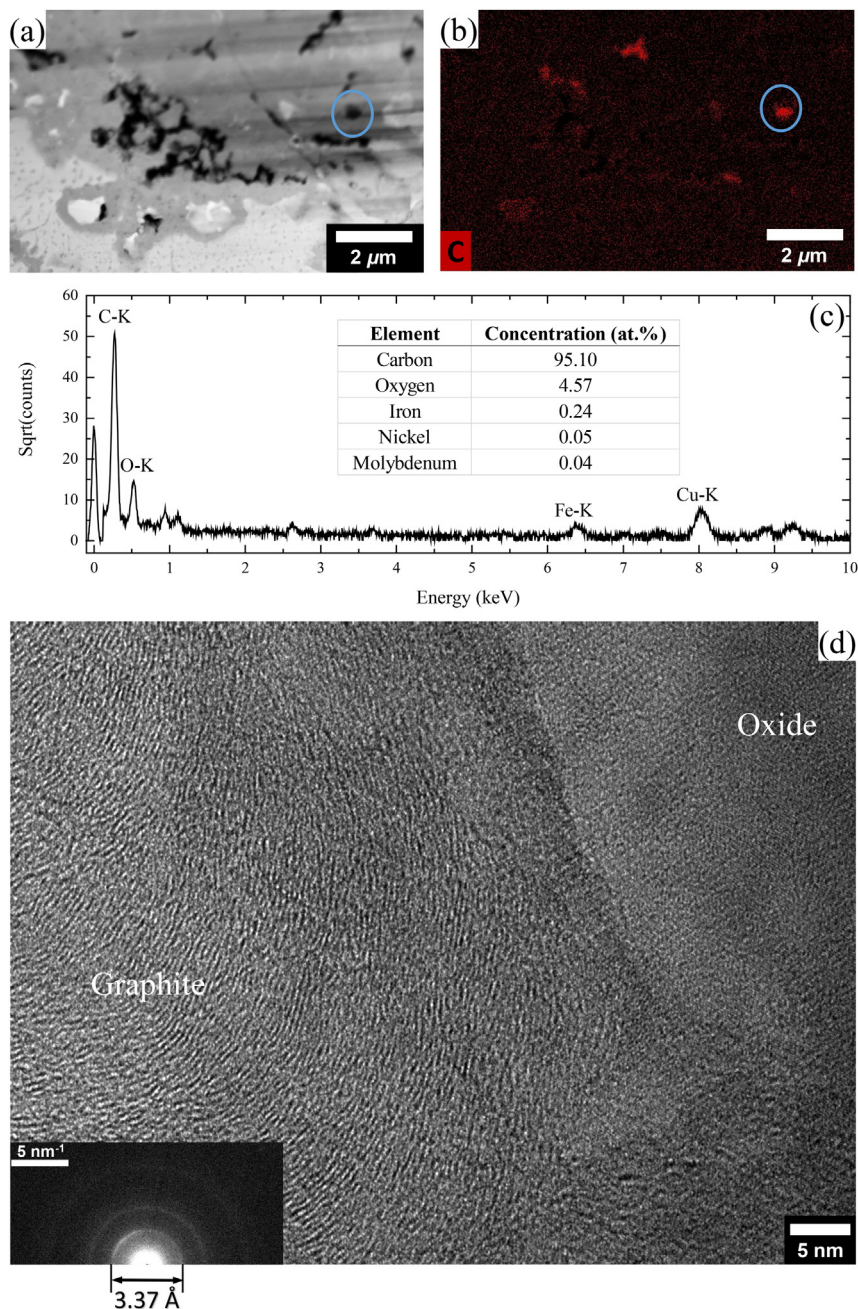 (a)
2 µm
(b)
C
2 µm
(c)
60
50
40
30
20
10
0
Sqrt(counts)
C-K
O-K
Fe-K
Cu-K
Element Concentration (at.%)
Carbon 95.10
Oxygen 4.57
Iron 0.24
Nickel 0.05
Molybdenum 0.04
0 1 2 3 4 5 6 7 8 9 10
Energy (keV)
(d)
Oxide
Graphite
5 nm⁻¹
5 nm
3.37 Å